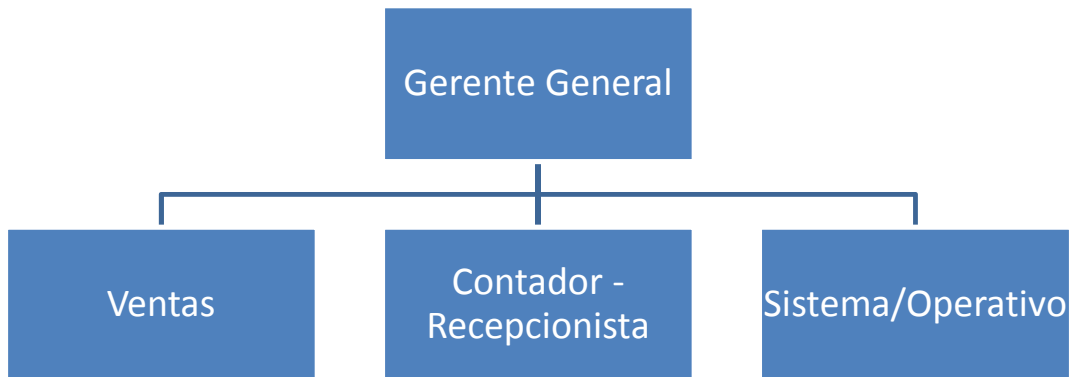 Gerente General
Ventas
Contador -
Recepcionista
Sistema/Operativo